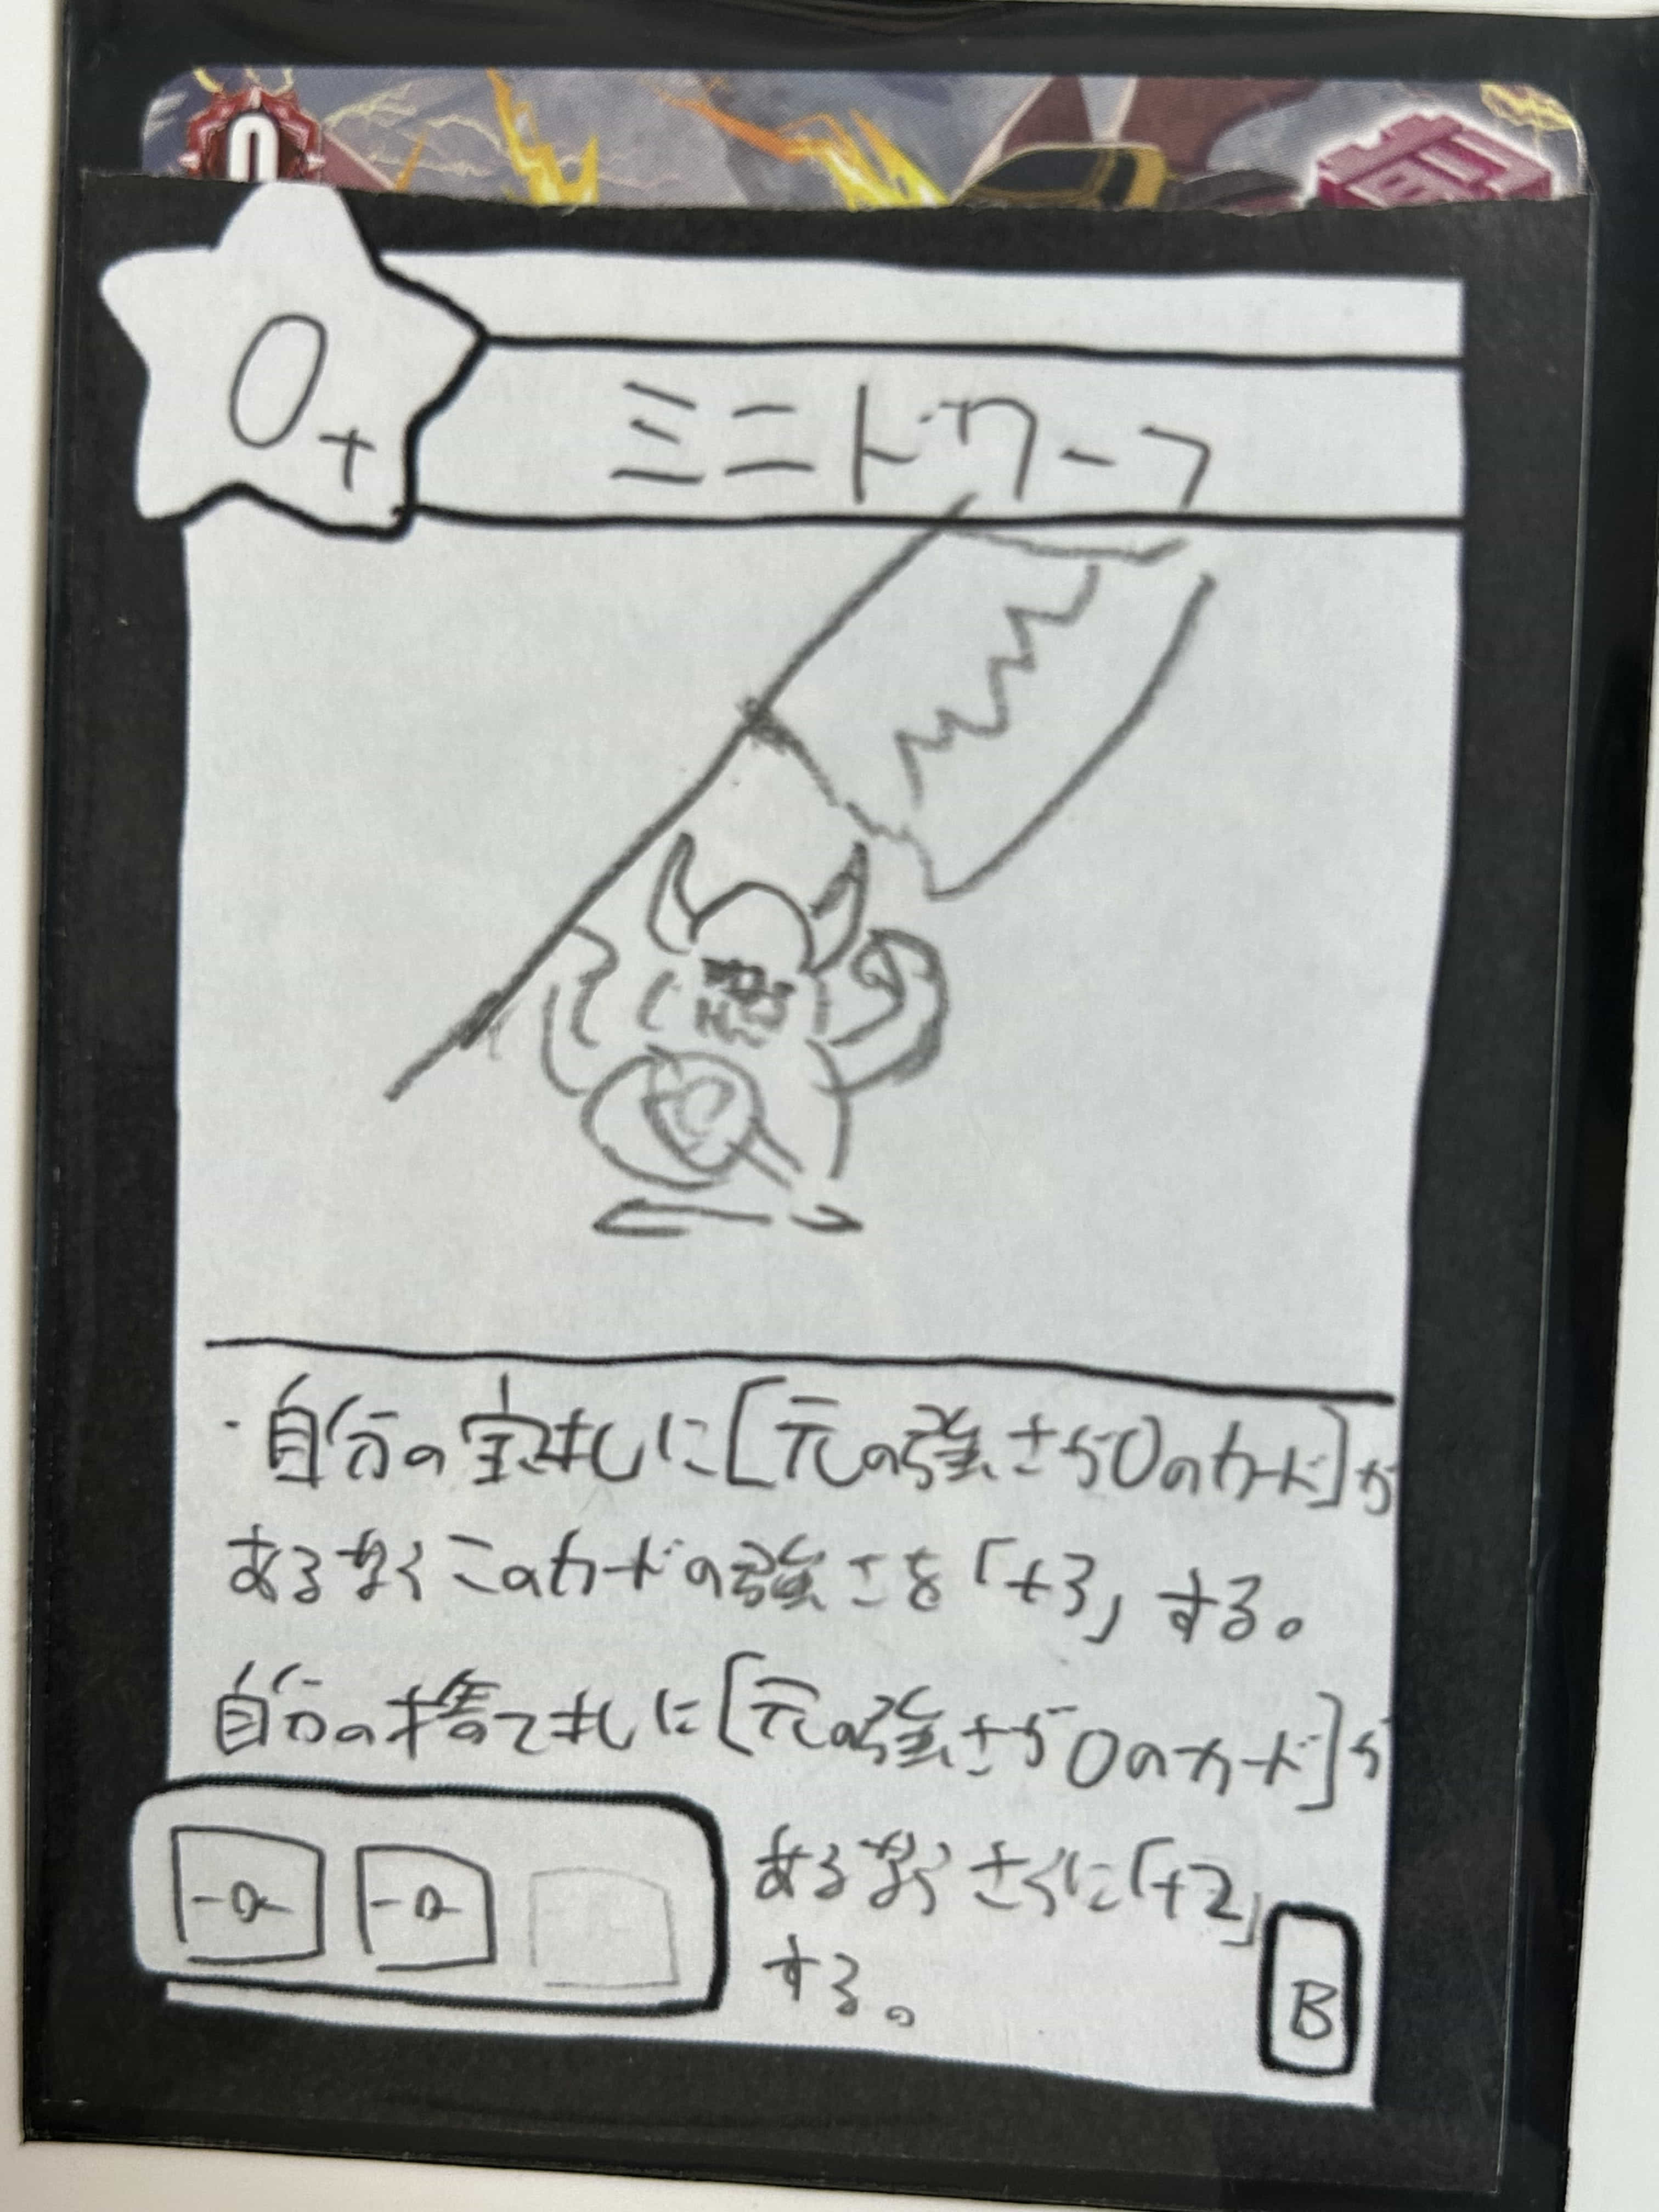 0
0+
ミニドワーフ
・自分の宝札に[元の強さが0のカード]が
あるなら このカードの強さを「+3」する。
自分の捨て札に[元の強さが0のカード]が
あるなら さらに「+2」
する。
B